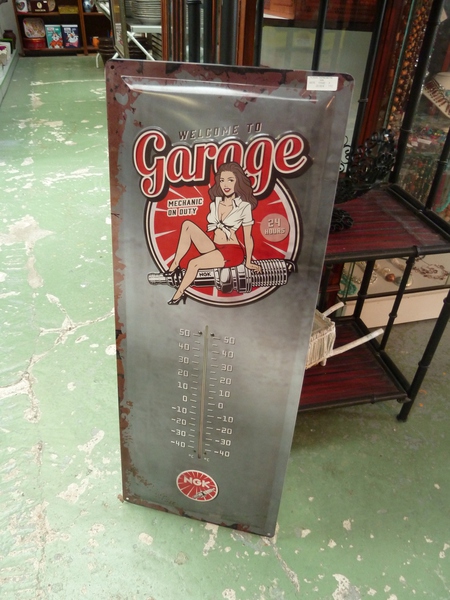 WELCOME TO
Garage
MECHANIC
ON DUTY
24
HOURS
NGK
50 50
40 40
30 30
20 20
10 10
0 0
-10 -10
-20 -20
-30 -30
-40 -40
NGK